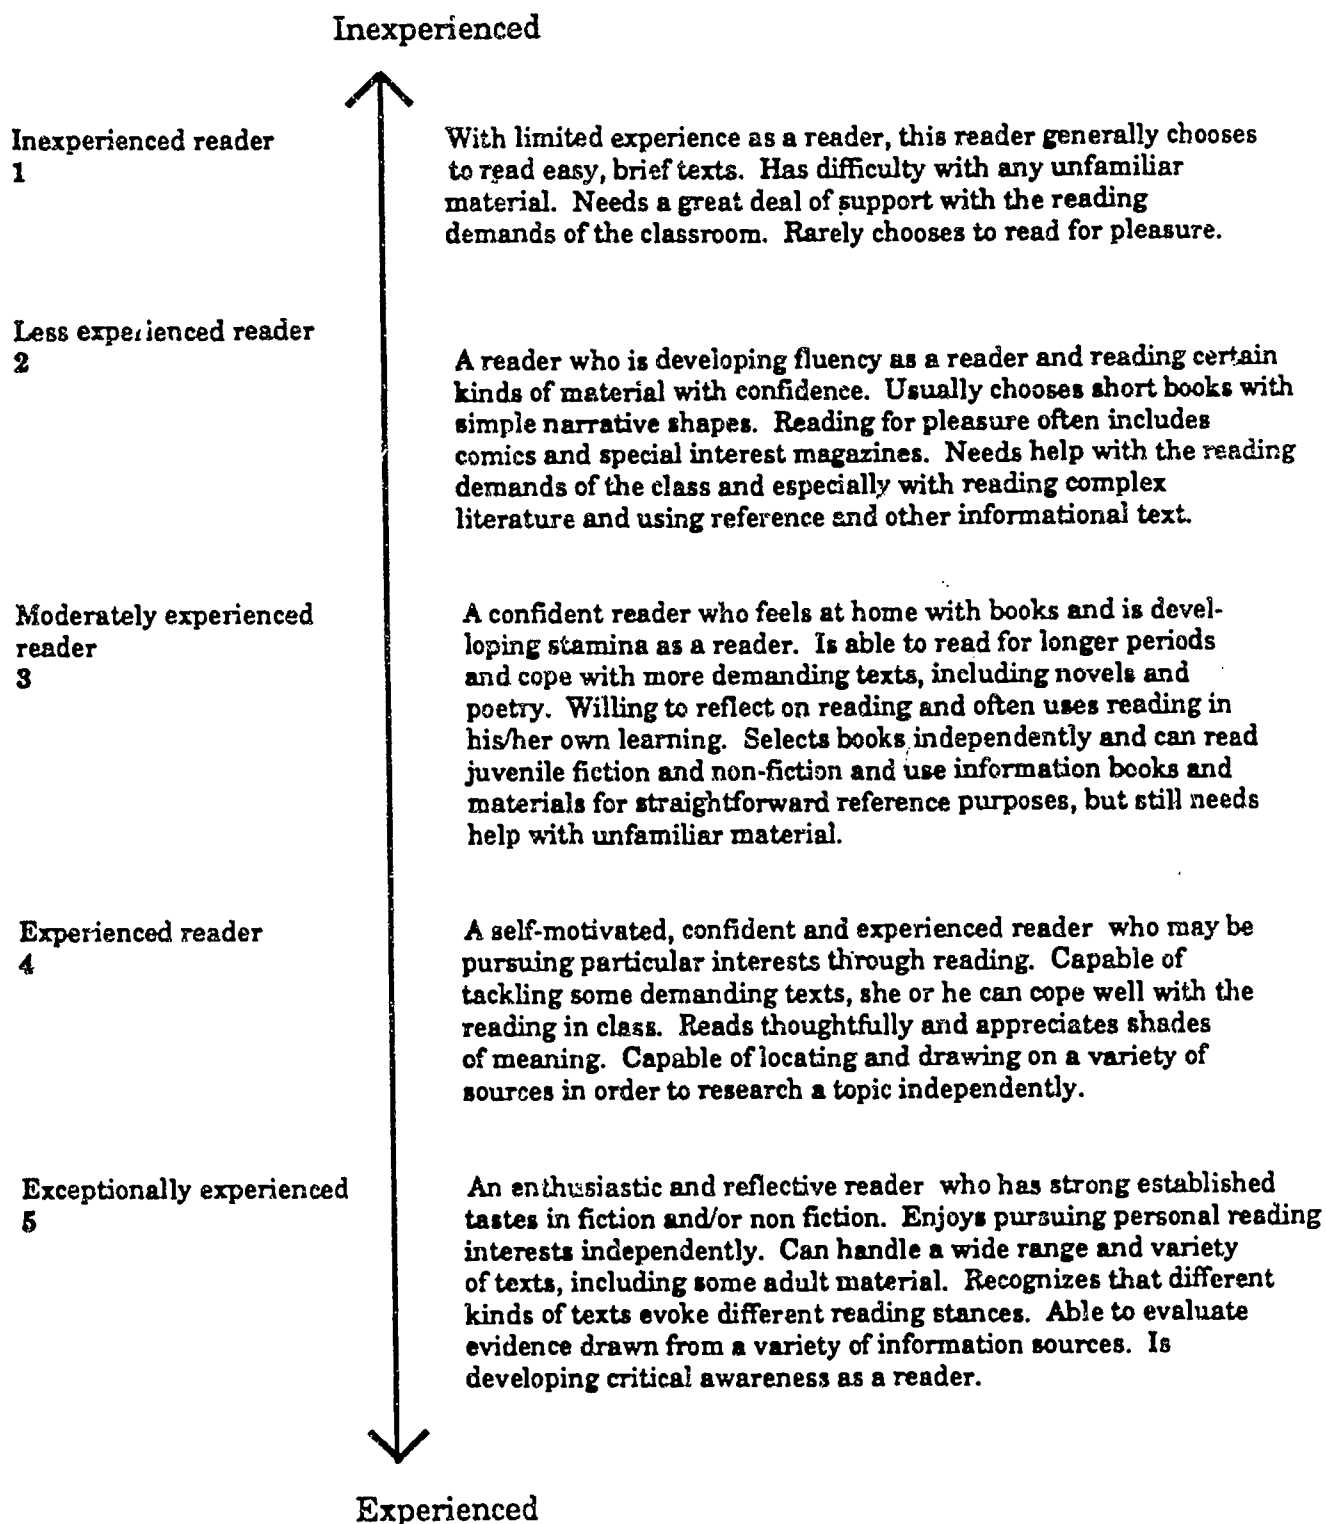 Inexperienced
Inexperienced reader
1
With limited experience as a reader, this reader generally chooses
to read easy, brief texts. Has difficulty with any unfamiliar
material. Needs a great deal of support with the reading
demands of the classroom. Rarely chooses to read for pleasure.
Less experienced reader
2
A reader who is developing fluency as a reader and reading certain
kinds of material with confidence. Usually chooses short books with
simple narrative shapes. Reading for pleasure often includes
comics and special interest magazines. Needs help with the reading
demands of the class and especially with reading complex
literature and using reference and other informational text.
Moderately experienced
reader
3
A confident reader who feels at home with books and is devel-
loping stamina as a reader. Is able to read for longer periods
and cope with more demanding texts, including novels and
poetry. Willing to reflect on reading and often uses reading in
his/her own learning. Selects books independently and can read
juvenile fiction and non-fiction and use information books and
materials for straightforward reference purposes, but still needs
help with unfamiliar material.
Experienced reader
4
A self-motivated, confident and experienced reader who may be
pursuing particular interests through reading. Capable of
tackling some demanding texts, she or he can cope well with the
reading in class. Reads thoughtfully and appreciates shades
of meaning. Capable of locating and drawing on a variety of
sources in order to research a topic independently.
Exceptionally experienced
5
An enthusiastic and reflective reader who has strong established
tastes in fiction and/or non fiction. Enjoys pursuing personal reading
interests independently. Can handle a wide range and variety
of texts, including some adult material. Recognizes that different
kinds of texts evoke different reading stances. Able to evaluate
evidence drawn from a variety of information sources. Is
developing critical awareness as a reader.
Experienced